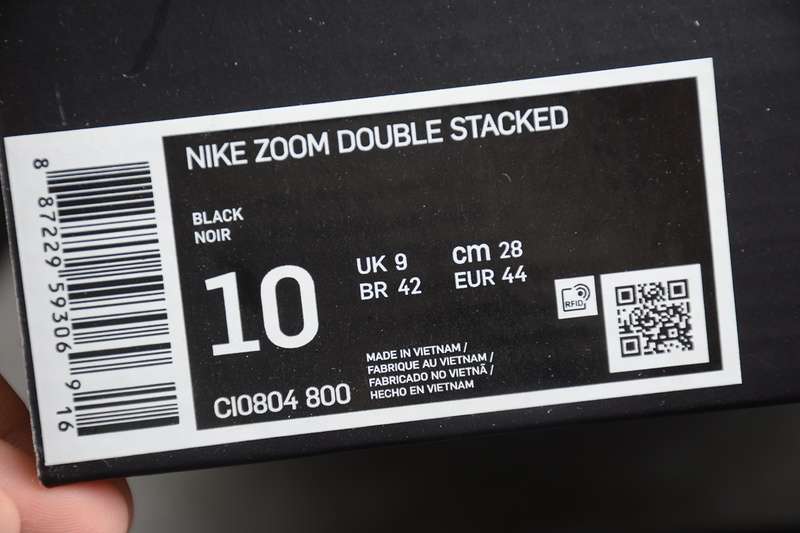 NIKE ZOOM DOUBLE STACKED
BLACK
NOIR
10
UK 9
cm 28
BR 42
EUR 44
RFID
MADE IN VIETNAM /
FABRIQUE AU VIETNAM /
FABRICADO NO VIETNÃ /
HECHO EN VIETNAM
CI0804 800
8 87229 59306 9 16